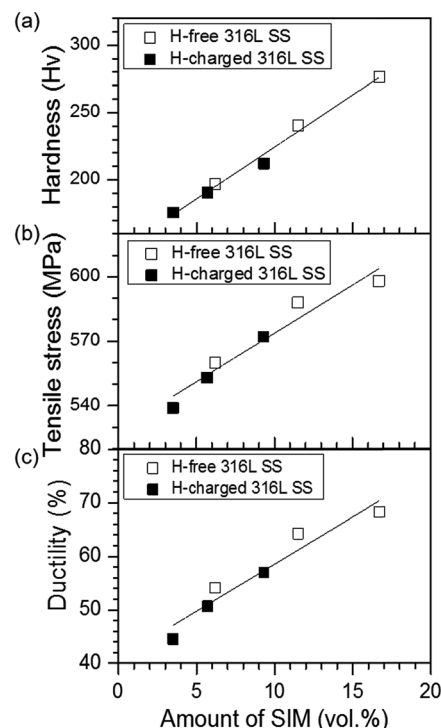 (a)
300
H-free 316L SS
H-charged 316L SS
250
200
Hardness (Hv)
(b)
H-free 316L SS
H-charged 316L SS
600
570
540
Tensile stress (MPa)
80
(c)
H-free 316L SS
H-charged 316L SS
70
60
50
40
Ductility (%)
0 5 10 15 20
Amount of SIM (vol.%)